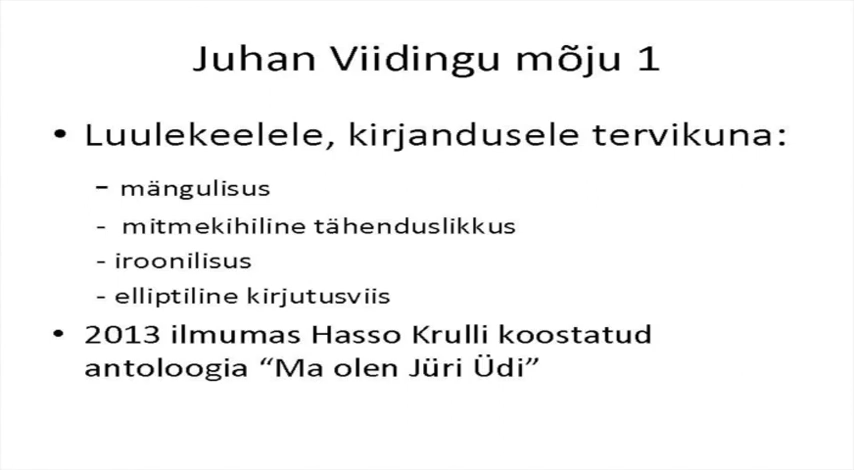 Juhan Viidingu mõju 1
• Luulekeelele, kirjandusele tervikuna:
- mängulisus
- mitmekihiline tähenduslikkus
- iroonilisus
- elliptiline kirjutusviis
• 2013 ilmumas Hasso Krulli koostatud
antoloogia “Ma olen Jüri Üdi”